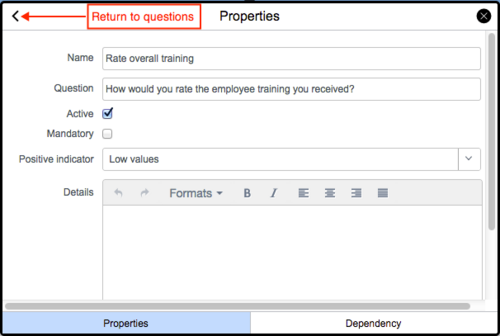 Return to questions Properties
Name Rate overall training
Question How would you rate the employee training you received?
Active
Mandatory
Positive indicator Low values
Details Formats B I
Properties Dependency